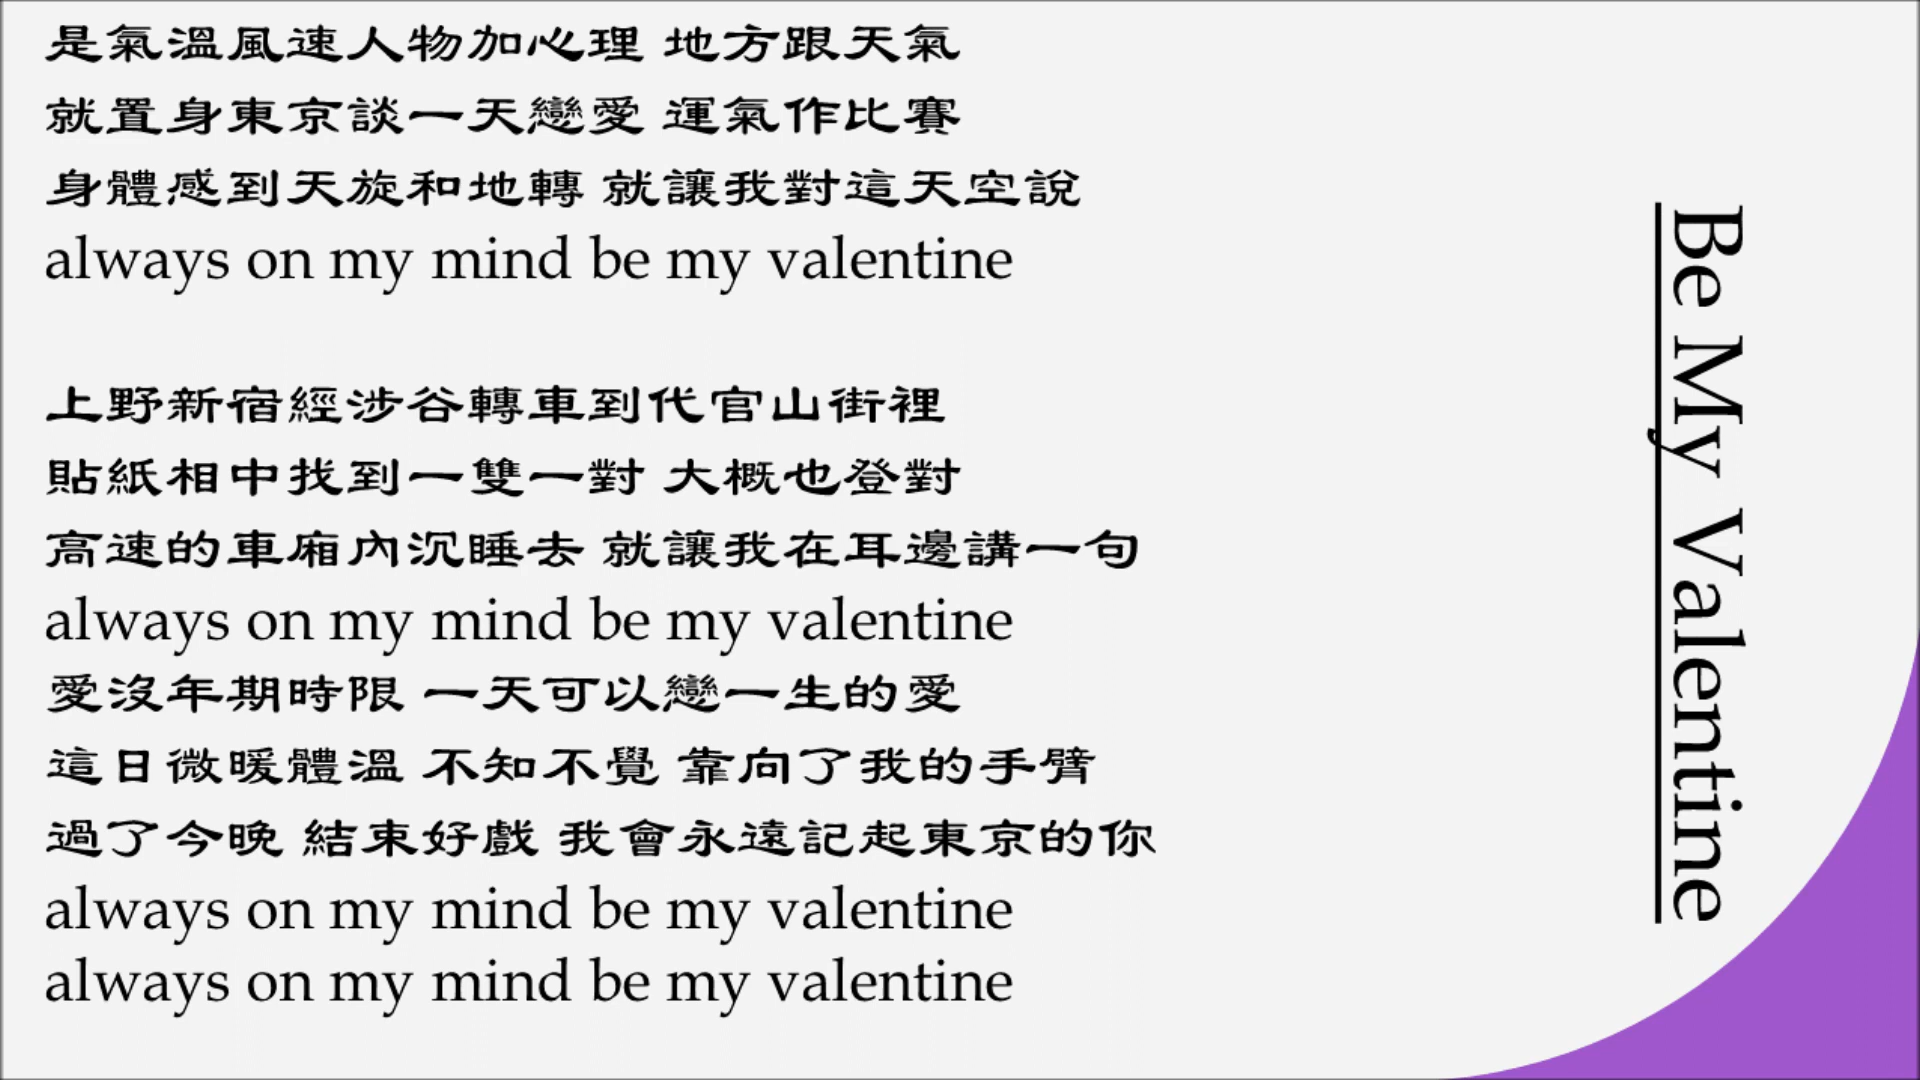 是氣溫風速人物加心理 地方跟天氣
就置身東京談一天戀愛 運氣作比賽
身體感到天旋和地轉 就讓我對這天空說
always on my mind be my valentine
上野新宿經涉谷轉車到代官山街裡
貼紙相中找到一雙一對 大概也登對
高速的車廂內沉睡去 就讓我在耳邊講一句
always on my mind be my valentine
愛沒年期時限 一天可以戀一生的愛
這日微暖體溫 不知不覺 靠向了我的手臂
過了今晚 結束好戲 我會永遠記起東京的你
always on my mind be my valentine
always on my mind be my valentine
Be My Valentine